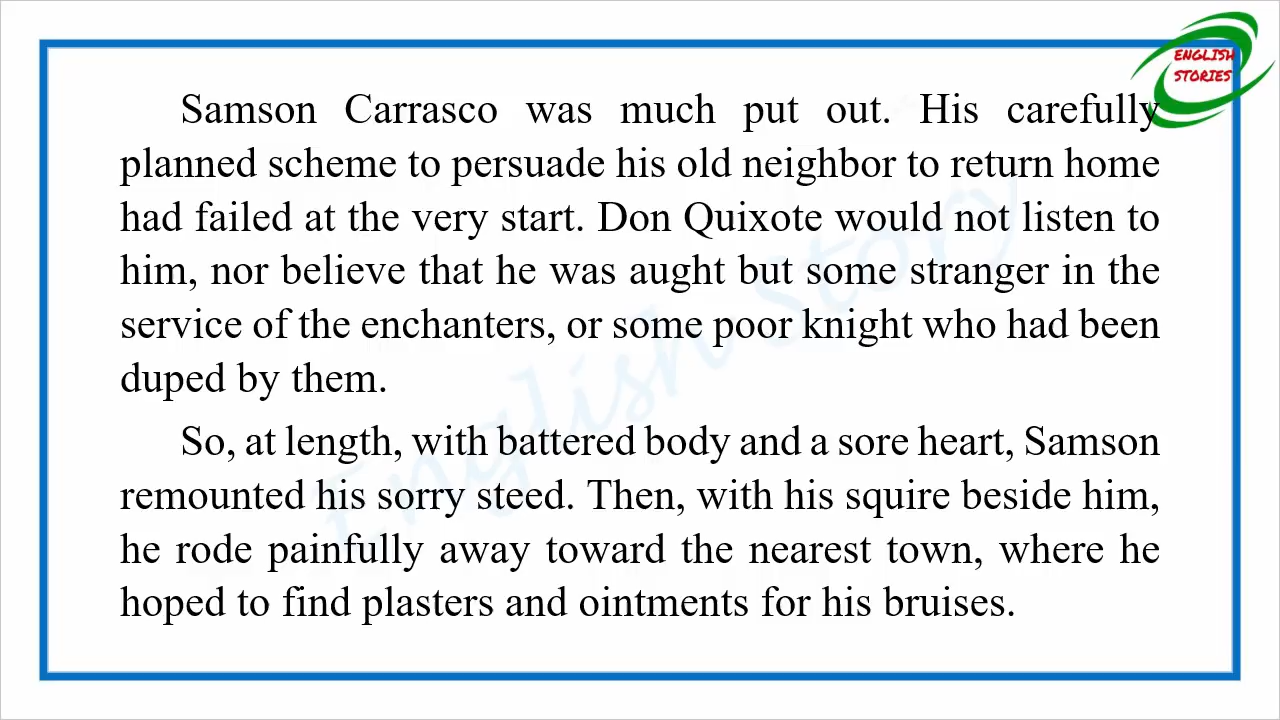 ENGLISH
STORIES
Samson Carrasco was much put out. His carefully
planned scheme to persuade his old neighbor to return home
had failed at the very start. Don Quixote would not listen to
him, nor believe that he was aught but some stranger in the
service of the enchanters, or some poor knight who had been
duped by them.
So, at length, with battered body and a sore heart, Samson
remounted his sorry steed. Then, with his squire beside him,
he rode painfully away toward the nearest town, where he
hoped to find plasters and ointments for his bruises.
English Story